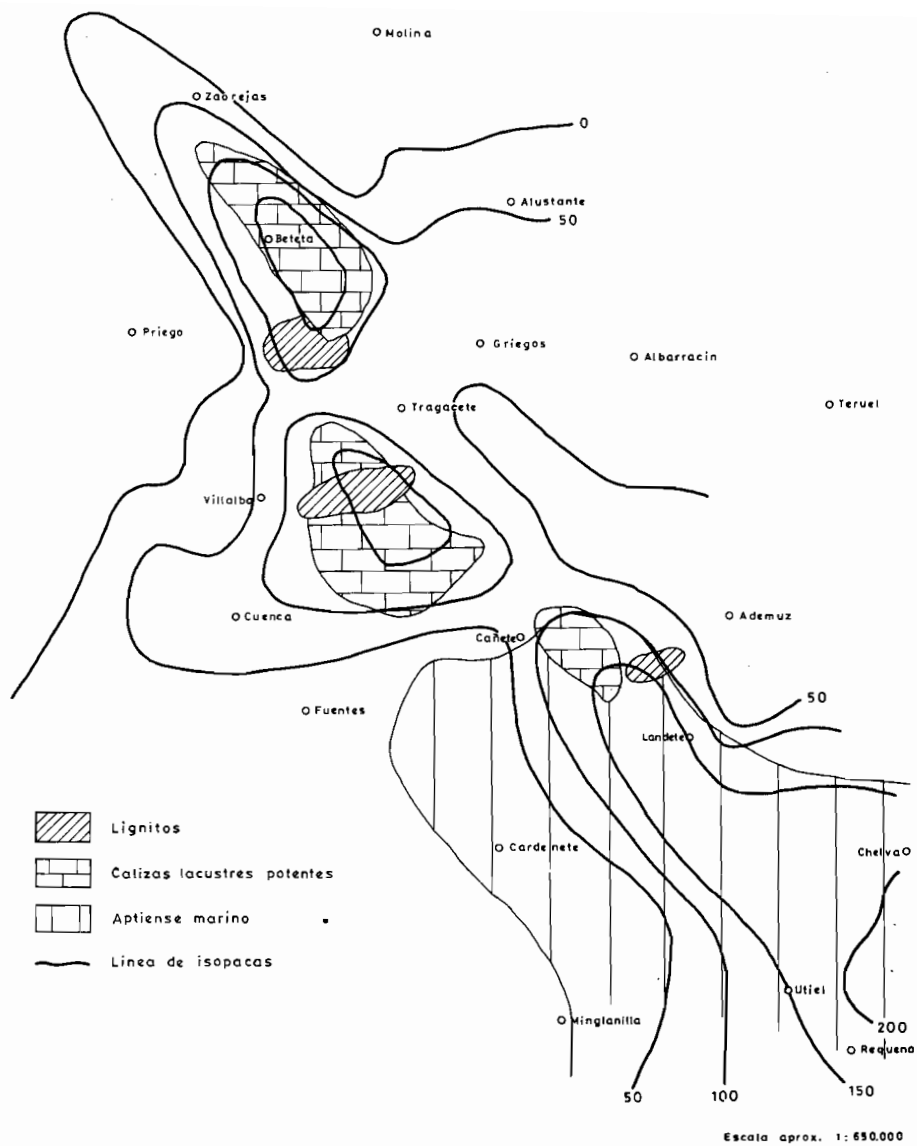 Molina
Zaorejas
0
Alustante
50
Beteta
Priego
Griegos
Albarracin
Teruel
Tragacete
Villalba
Cuenca
Cañete
Ademuz
50
Fuentes
Landete
Lignitos
Calizas lacustres potentes
Aptiense marino
Linea de isopacas
Cardenete
Chelva
Utiel
200
Minglanilla
Requena
50
100
150
Escala aprox. 1:650.000